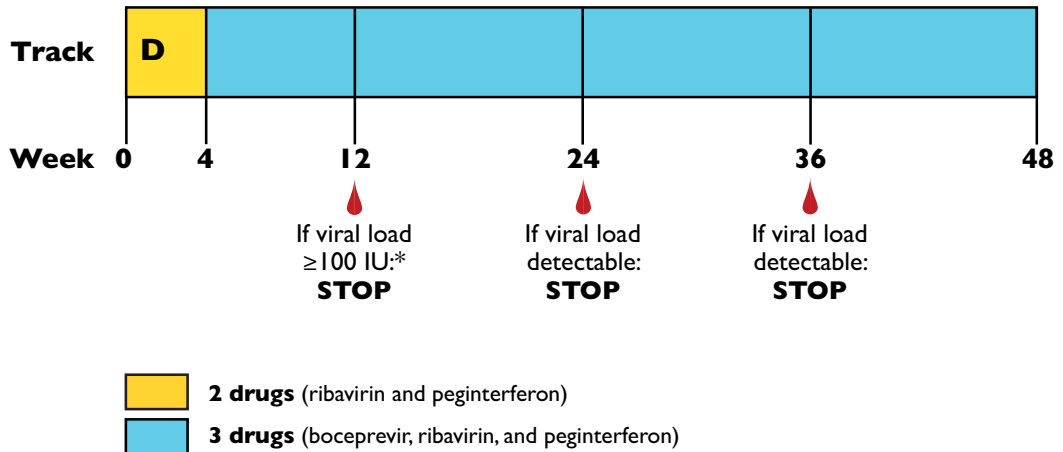 Track D
Week 0 4 12 24 36 48
If viral load If viral load If viral load
≥100 IU:* detectable: detectable:
STOP STOP STOP
2 drugs (ribavirin and peginterferon)
3 drugs (boceprevir, ribavirin, and peginterferon)